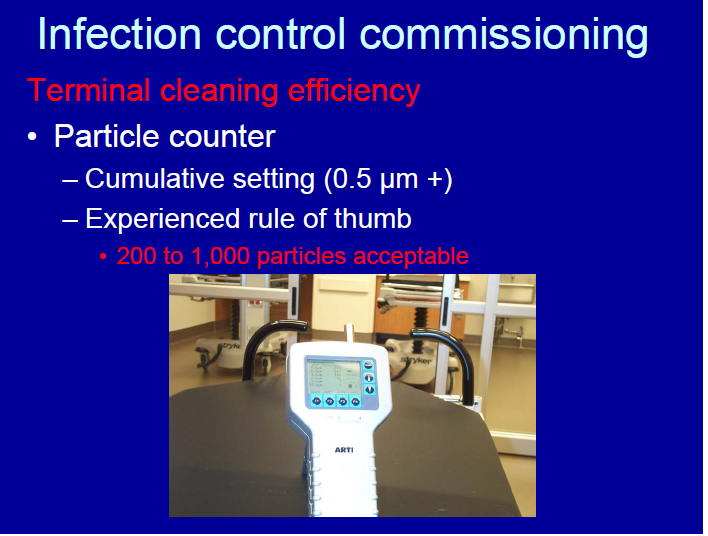 Infection control commissioning
Terminal cleaning efficiency
• Particle counter
– Cumulative setting (0.5 µm +)
– Experienced rule of thumb
• 200 to 1,000 particles acceptable
stryker
stryker
ARTI